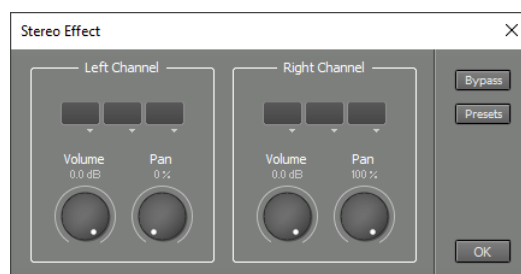 Stereo Effect
Left Channel
Right Channel
Bypass
Presets
Volume Pan
0.0 dB 0 %
Volume Pan
0.0 dB 100 %
OK